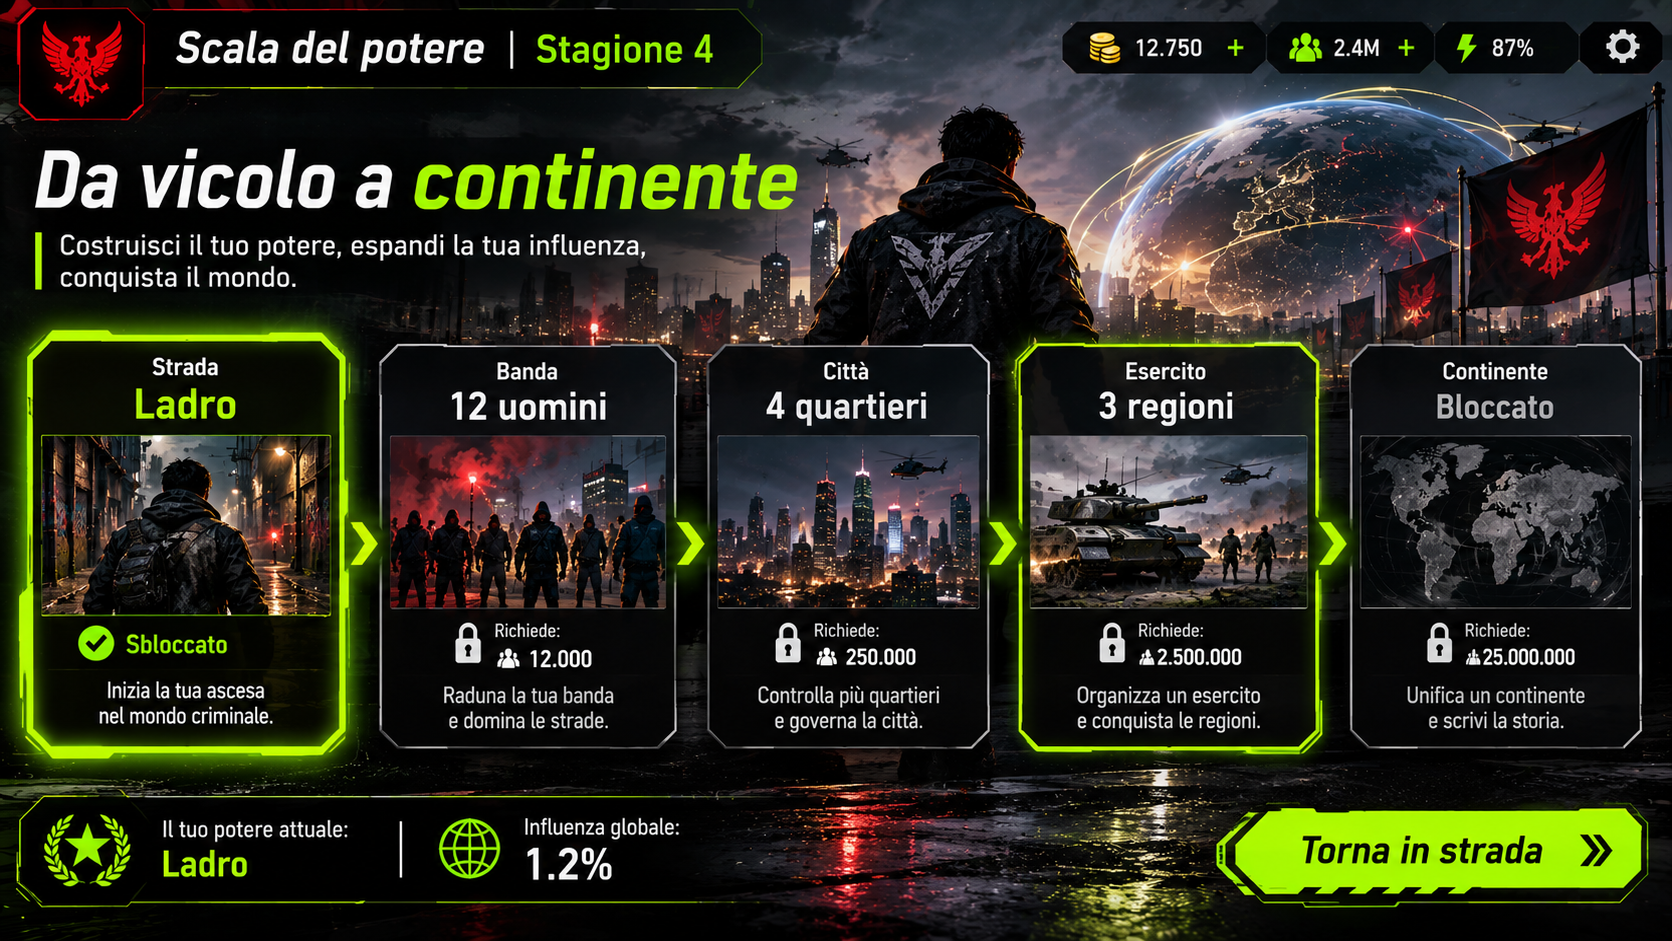 Scala del potere | Stagione 4
12.750 +
2.4M +
87%
Da vicolo a continente
Costruisci il tuo potere, espandi la tua influenza,
conquista il mondo.
Strada
Ladro
Sbloccato
Inizia la tua ascesa
nel mondo criminale.
Banda
12 uomini
Richiede:
12.000
Raduna la tua banda
e domina le strade.
Città
4 quartieri
Richiede:
250.000
Controlla più quartieri
e governa la città.
Esercito
3 regioni
Richiede:
2.500.000
Organizza un esercito
e conquista le regioni.
Continente
Bloccato
Richiede:
25.000.000
Unifica un continente
e scrivi la storia.
Il tuo potere attuale:
Ladro
Influenza globale:
1.2%
Torna in strada